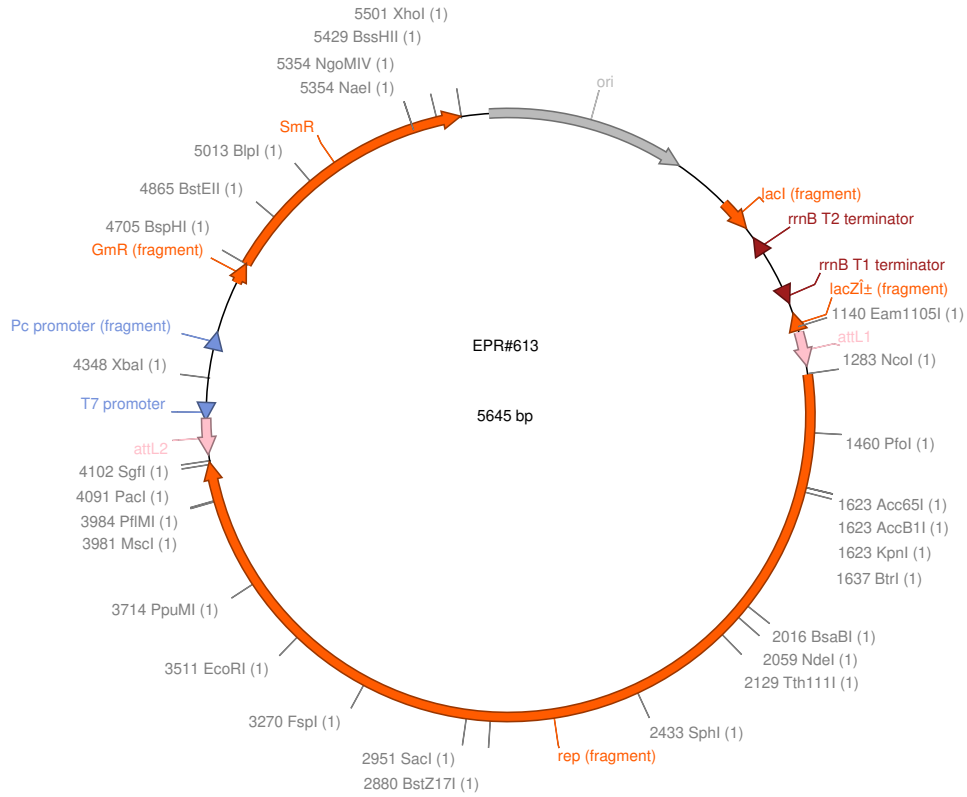 5501 XhoI (1)
5429 BssHII (1)
5354 NgoMIV (1)
5354 NaeI (1)
ori
SmR
5013 BlpI (1)
4865 BstEII (1)
4705 BspHI (1)
GmR (fragment)
lacI (fragment)
rrnB T2 terminator
rrnB T1 terminator
lacZÎ± (fragment)
1140 Eam1105I (1)
attL1
1283 NcoI (1)
Pc promoter (fragment)
4348 XbaI (1)
T7 promoter
attL2
4102 SgfI (1)
4091 PacI (1)
3984 PflMI (1)
3981 MscI (1)
EPR#613
5645 bp
1460 PfoI (1)
1623 Acc65I (1)
1623 AccB1I (1)
1623 KpnI (1)
1637 BtrI (1)
3714 PpuMI (1)
3511 EcoRI (1)
3270 FspI (1)
2951 SacI (1)
2880 BstZ17I (1)
rep (fragment)
2016 BsaBI (1)
2059 NdeI (1)
2129 Tth111I (1)
2433 SphI (1)